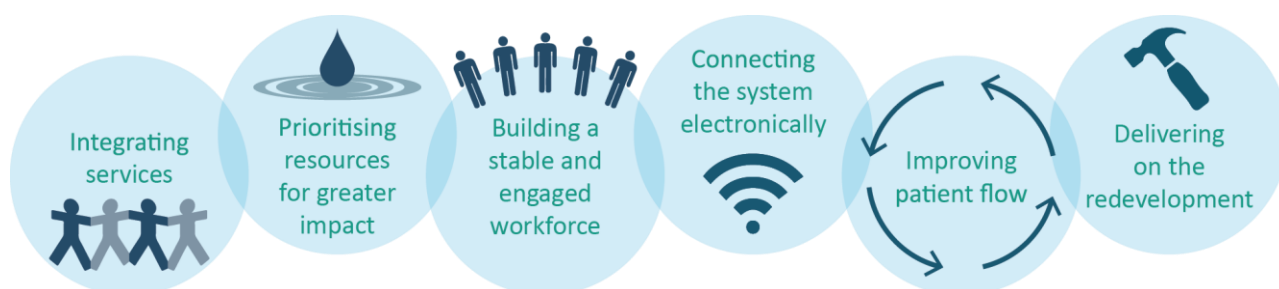 Integrating
services
Prioritising
resources
for greater
impact
Building a
stable and
engaged
workforce
Connecting
the system
electronically
Improving
patient flow
Delivering
on the
redevelopment